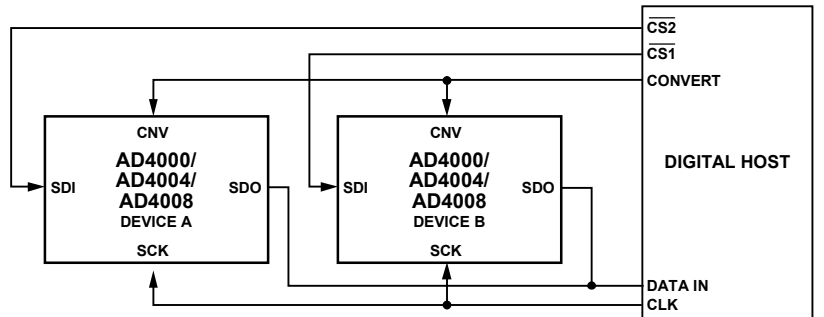 CS2
CS1
CONVERT
DIGITAL HOST
DATA IN
CLK
CNV
SDI
AD4000/
AD4004/
AD4008
SDO
DEVICE A
SCK
CNV
SDI
AD4000/
AD4004/
AD4008
SDO
DEVICE B
SCK